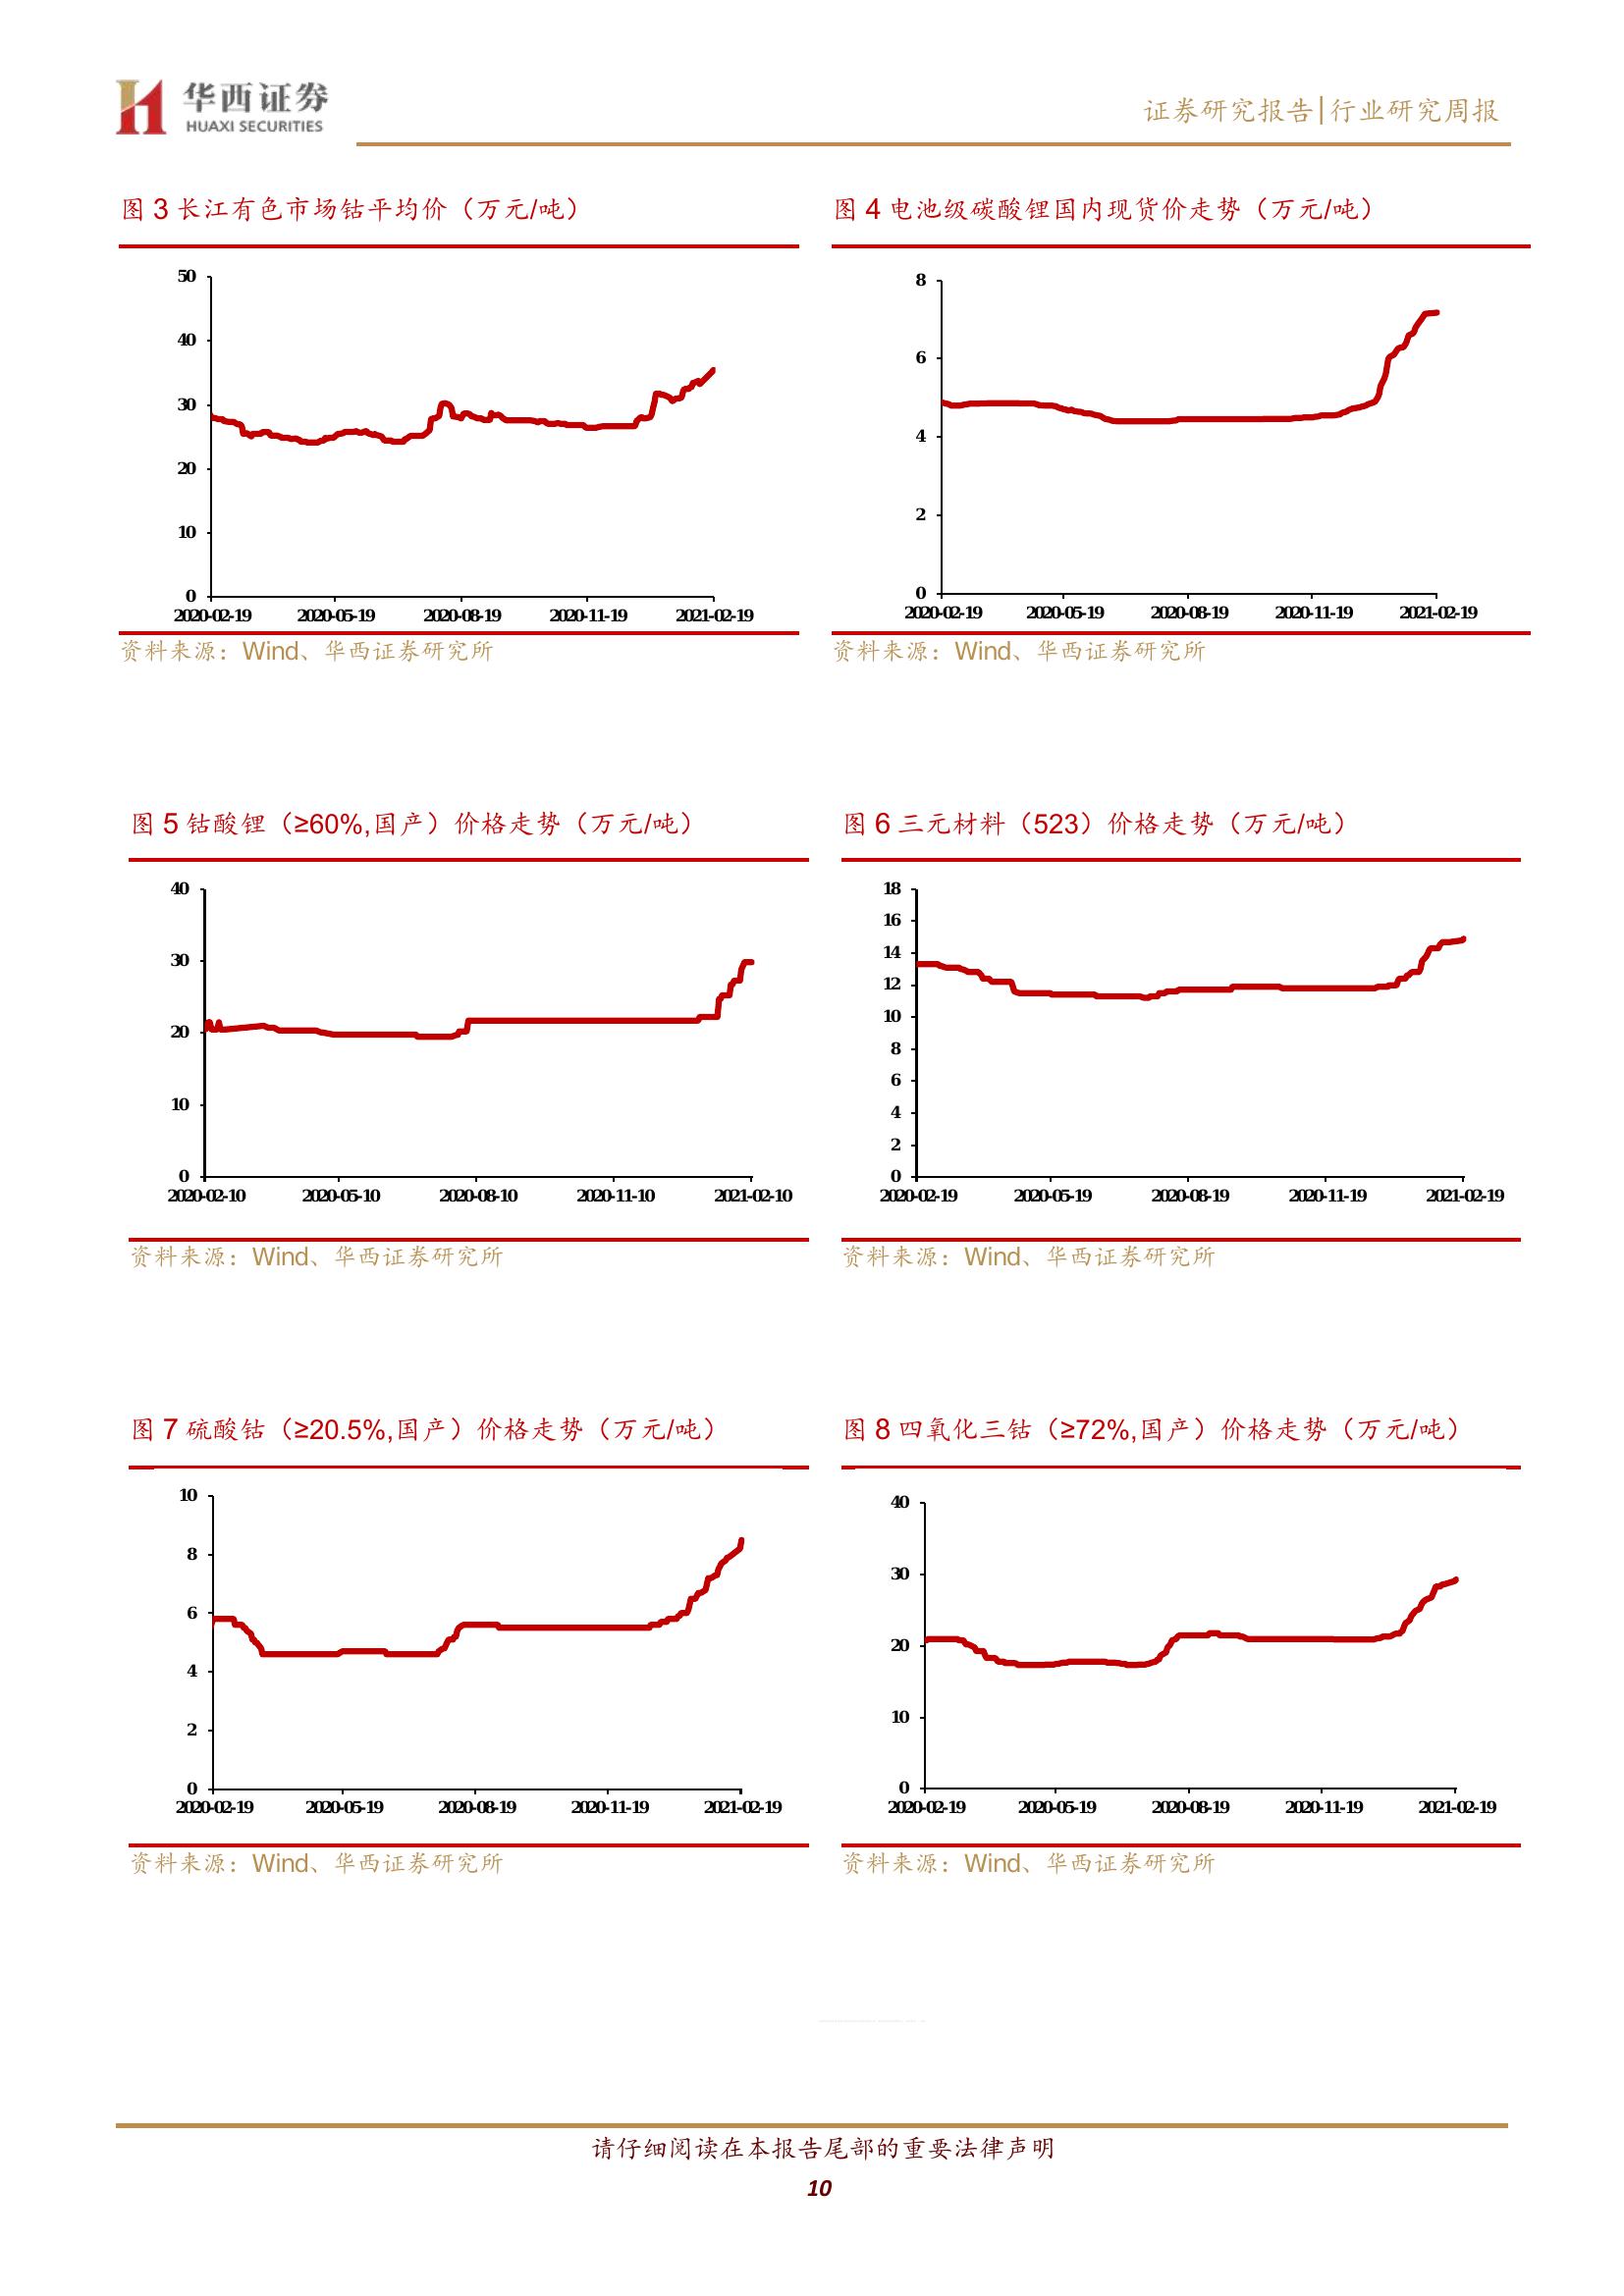 华西证券
HUAXI SECURITIES
证券研究报告|行业研究周报
图 3 长江有色市场钴平均价（万元/吨）
50
40
30
20
10
0
2020-02-19 2020-05-19 2020-08-19 2020-11-19 2021-02-19
资料来源：Wind、华西证券研究所
图 4 电池级碳酸锂国内现货价走势（万元/吨）
8
6
4
2
0
2020-02-19 2020-05-19 2020-08-19 2020-11-19 2021-02-19
资料来源：Wind、华西证券研究所
图 5 钴酸锂（≥60%,国产）价格走势（万元/吨）
40
30
20
10
0
2020-02-10 2020-05-10 2020-08-10 2020-11-10 2021-02-10
资料来源：Wind、华西证券研究所
图 6 三元材料（523）价格走势（万元/吨）
18
16
14
12
10
8
6
4
2
0
2020-02-19 2020-05-19 2020-08-19 2020-11-19 2021-02-19
资料来源：Wind、华西证券研究所
图 7 硫酸钴（≥20.5%,国产）价格走势（万元/吨）
10
8
6
4
2
0
2020-02-19 2020-05-19 2020-08-19 2020-11-19 2021-02-19
资料来源：Wind、华西证券研究所
图 8 四氧化三钴（≥72%,国产）价格走势（万元/吨）
40
30
20
10
0
2020-02-19 2020-05-19 2020-08-19 2020-11-19 2021-02-19
资料来源：Wind、华西证券研究所
请仔细阅读在本报告尾部的重要法律声明
10